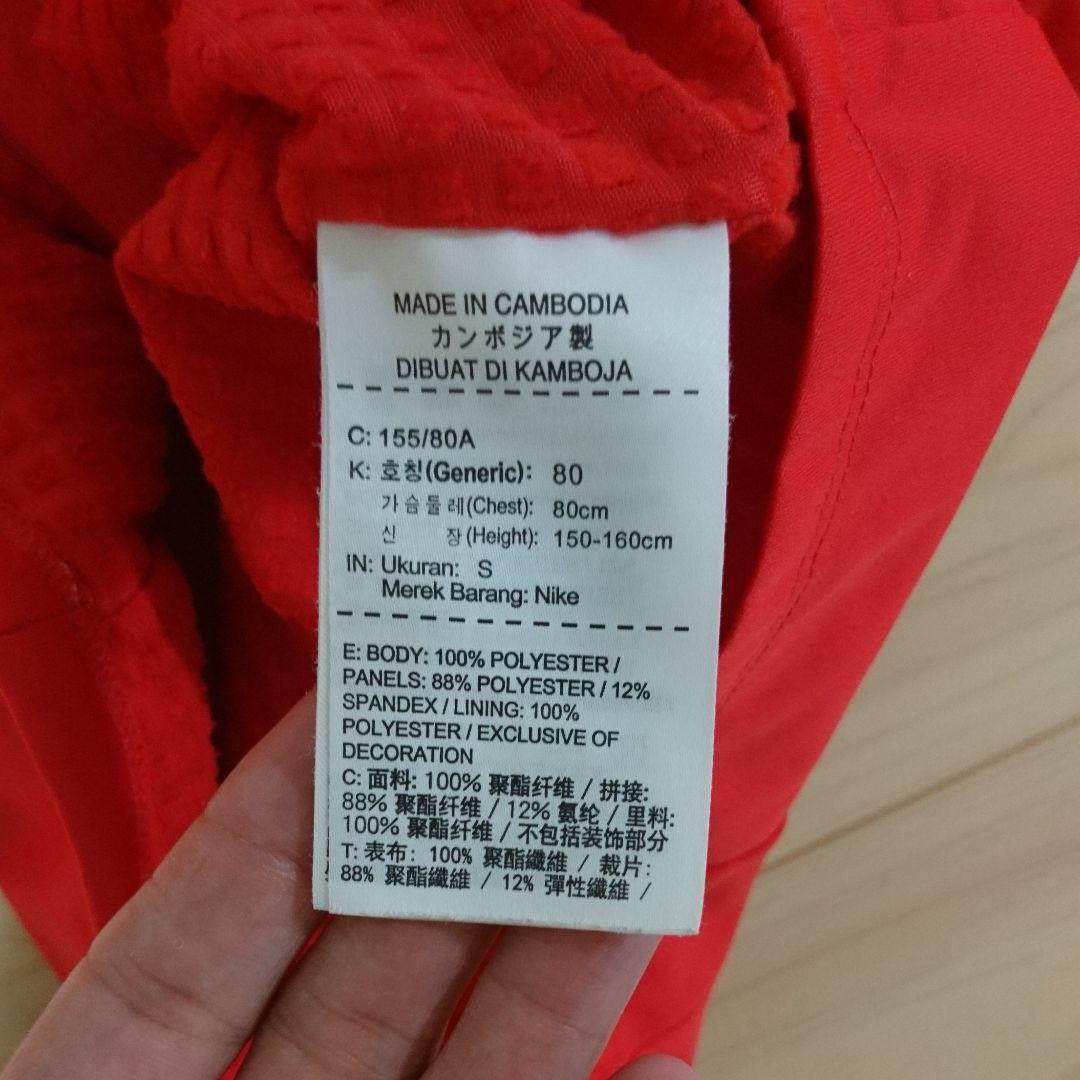 MADE IN CAMBODIA
カンボジア製
DIBUAT DI KAMBOJA
C: 155/80A
K: 호칭(Generic): 80
가슴둘레(Chest): 80cm
신 장(Height): 150-160cm
IN: Ukuran: S
Merek Barang: Nike
E: BODY: 100% POLYESTER /
PANELS: 88% POLYESTER / 12%
SPANDEX / LINING: 100%
POLYESTER / EXCLUSIVE OF
DECORATION
C: 面料: 100% 聚酯纤维 / 拼接:
88% 聚酯纤维 / 12% 氨纶 / 里料:
100% 聚酯纤维 / 不包括装饰部分
T: 表布: 100% 聚酯纖維 / 裁片:
88% 聚酯纖維 / 12% 彈性纖維 /